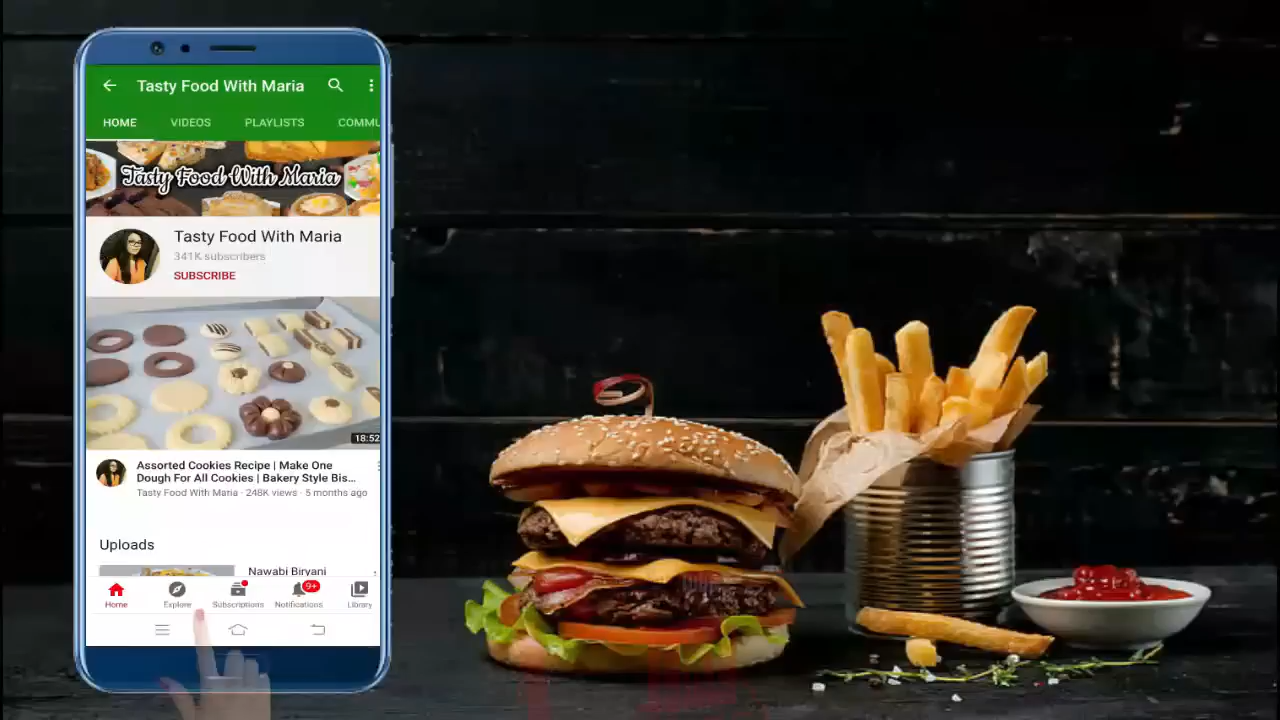 Tasty Food With Maria
HOME VIDEOS PLAYLISTS COMMU
Tasty Food With Maria
Tasty Food With Maria
341K subscribers
SUBSCRIBE
18:52
Assorted Cookies Recipe | Make One
Dough For All Cookies | Bakery Style Bis...
Tasty Food With Maria · 248K views · 5 months ago
Uploads
Nawabi Biryani
9+
Home Explore Subscriptions Notifications Library